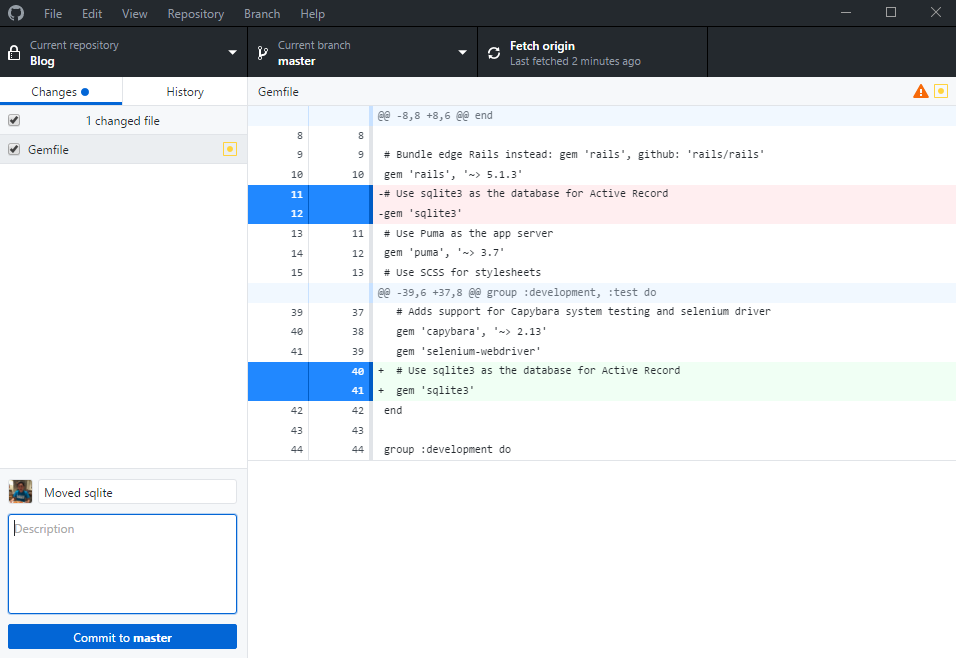 File Edit View Repository Branch Help
Current repository
Blog
Current branch
master
Fetch origin
Last fetched 2 minutes ago
Changes History
Gemfile
1 changed file
Gemfile
@@ -8,8 +8,6 @@ end
8 8
9 9 # Bundle edge Rails instead: gem 'rails', github: 'rails/rails'
10 10 gem 'rails', '~> 5.1.3'
11 -# Use sqlite3 as the database for Active Record
12 -gem 'sqlite3'
13 11 # Use Puma as the app server
14 12 gem 'puma', '~> 3.7'
15 13 # Use SCSS for stylesheets
@@ -39,6 +37,8 @@ group :development, :test do
39 37 # Adds support for Capybara system testing and selenium driver
40 38 gem 'capybara', '~> 2.13'
41 39 gem 'selenium-webdriver'
40 + # Use sqlite3 as the database for Active Record
41 + gem 'sqlite3'
42 42 end
43 43
44 44 group :development do
Moved sqlite
Description
Commit to master